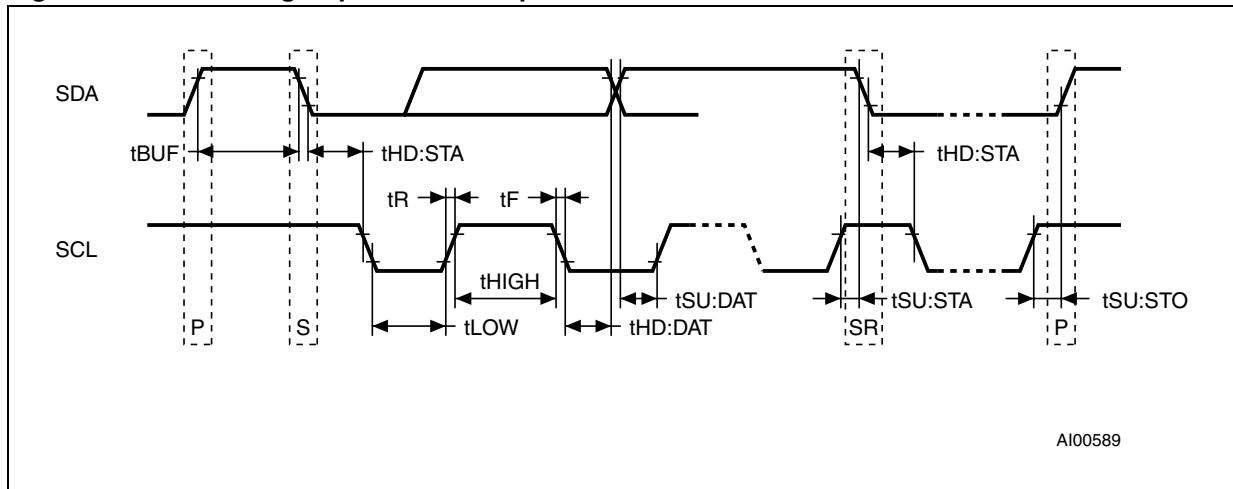 SDA
tBUF
tHD:STA
tHD:STA
tR
tF
SCL
tHIGH
tSU:DAT
tSU:STA
tSU:STO
tLOW
tHD:DAT
P
S
SR
P
AI00589